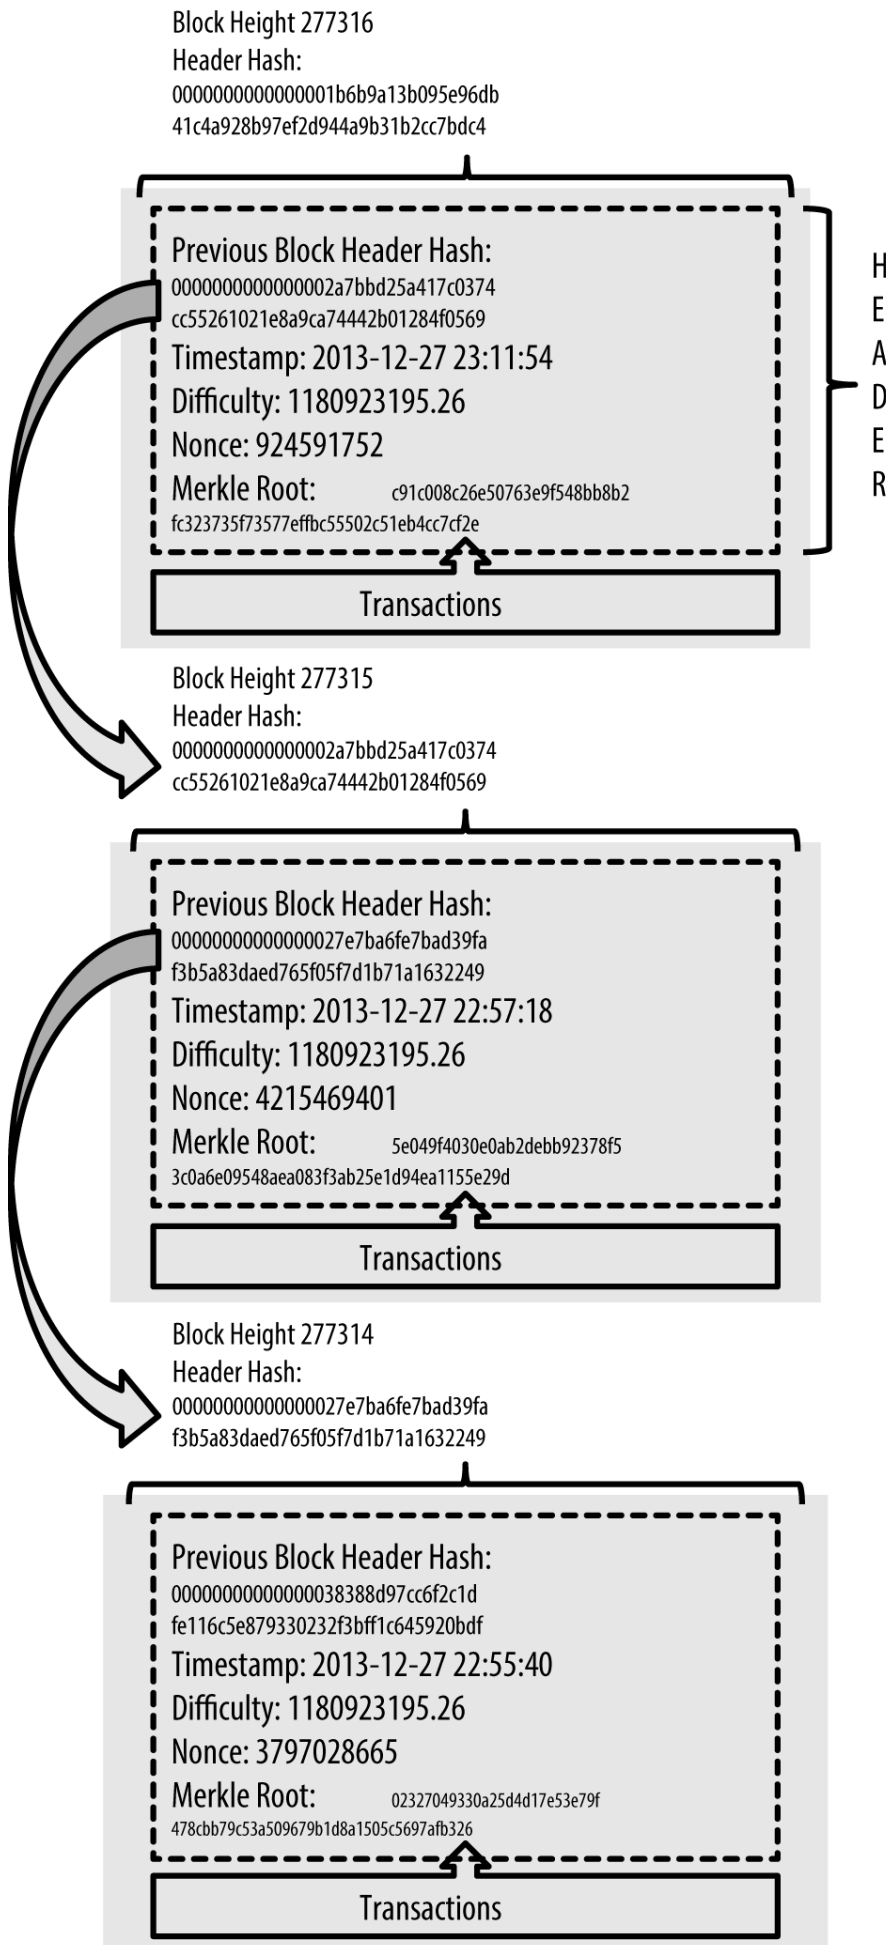 Block Height 277316
Header Hash:
0000000000000001b6b9a13b095e96db
41c4a928b97ef2d944a9b31b2cc7bdc4
Previous Block Header Hash:
0000000000000002a7bbd25a417c0374
cc55261021e8a9ca74442b01284f0569
Timestamp: 2013-12-27 23:11:54
Difficulty: 1180923195.26
Nonce: 924591752
Merkle Root: c91c008c26e50763e9f548bb8b2
fc323735f73577effbc55502c51eb4cc7cf2e
Transactions
H
E
A
D
E
R
Block Height 277315
Header Hash:
0000000000000002a7bbd25a417c0374
cc55261021e8a9ca74442b01284f0569
Previous Block Header Hash:
00000000000000027e7ba6fe7bad39fa
f3b5a83daed765f05f7d1b71a1632249
Timestamp: 2013-12-27 22:57:18
Difficulty: 1180923195.26
Nonce: 4215469401
Merkle Root: 5e049f4030e0ab2debb92378f5
3c0a6e09548aea083f3ab25e1d94ea1155e29d
Transactions
Block Height 277314
Header Hash:
00000000000000027e7ba6fe7bad39fa
f3b5a83daed765f05f7d1b71a1632249
Previous Block Header Hash:
00000000000000038388d97cc6f2c1d
fe116c5e879330232f3bff1c645920bdf
Timestamp: 2013-12-27 22:55:40
Difficulty: 1180923195.26
Nonce: 3797028665
Merkle Root: 02327049330a25d4d17e53e79f
478cbb79c53a509679b1d8a1505c5697afb326
Transactions